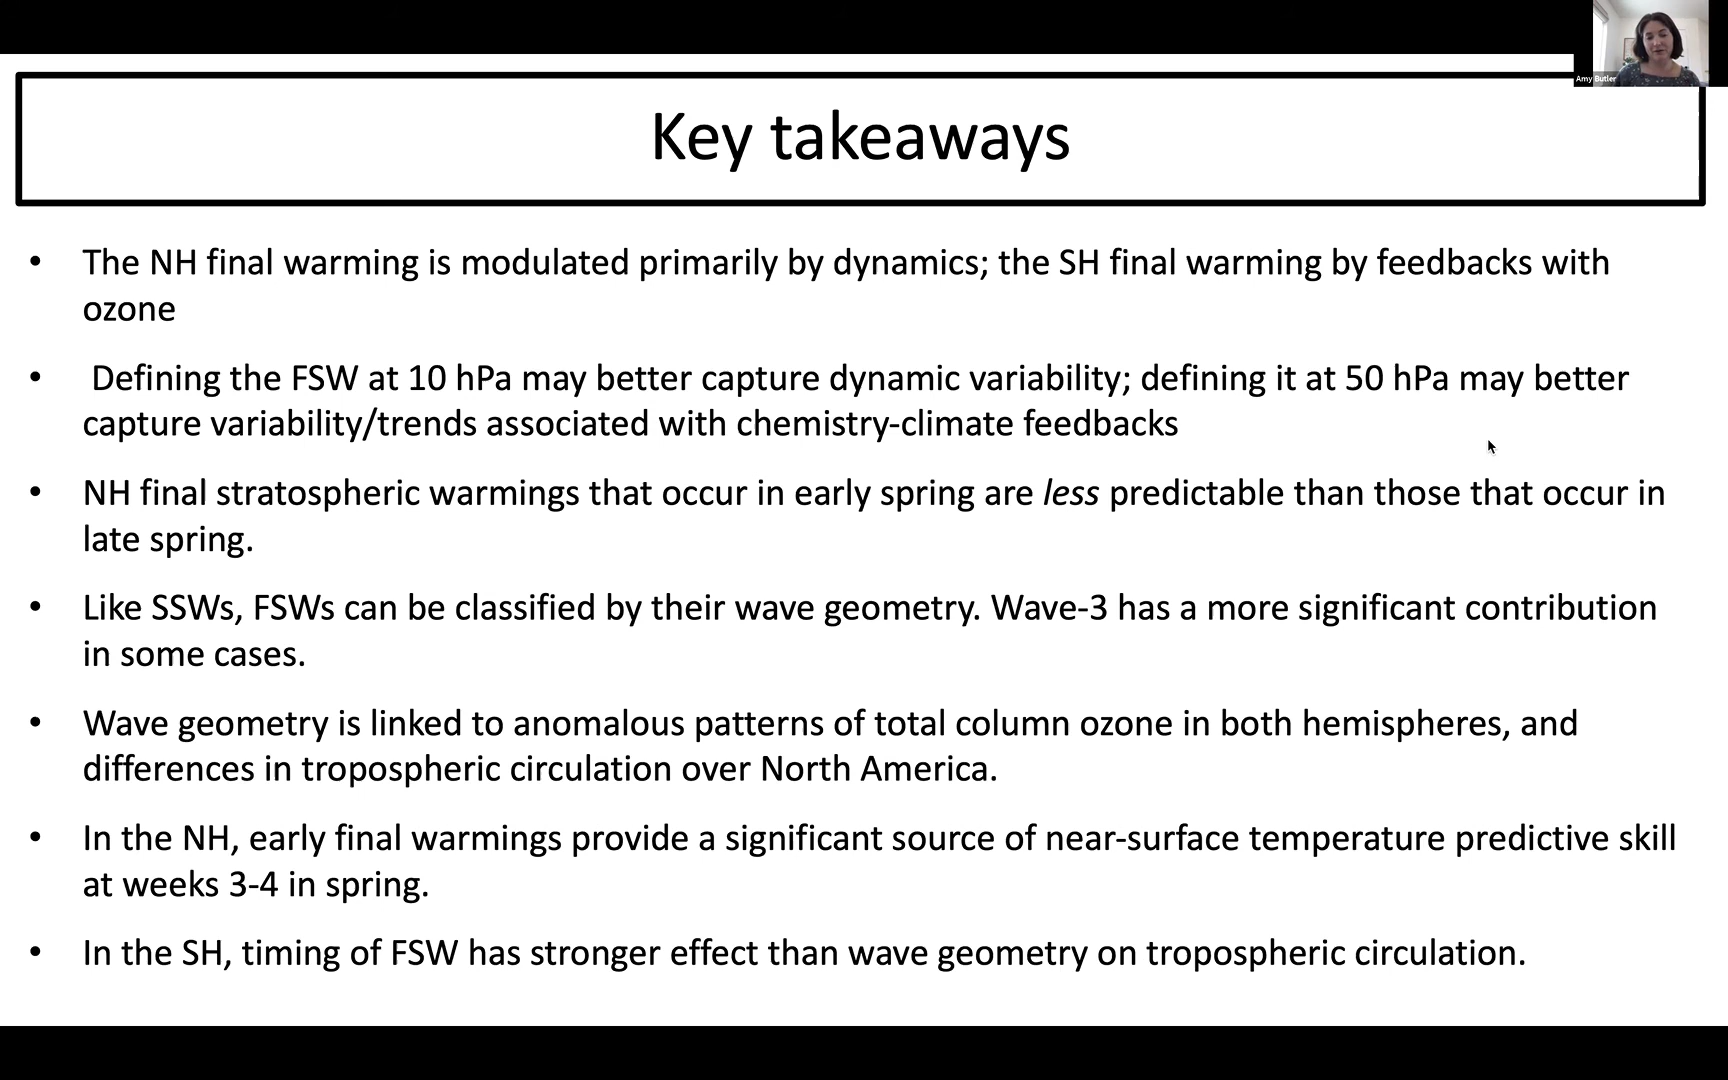 Amy Butler
Key takeaways
• The NH final warming is modulated primarily by dynamics; the SH final warming by feedbacks with
ozone
• Defining the FSW at 10 hPa may better capture dynamic variability; defining it at 50 hPa may better
capture variability/trends associated with chemistry-climate feedbacks
• NH final stratospheric warmings that occur in early spring are less predictable than those that occur in
late spring.
• Like SSWs, FSWs can be classified by their wave geometry. Wave-3 has a more significant contribution
in some cases.
• Wave geometry is linked to anomalous patterns of total column ozone in both hemispheres, and
differences in tropospheric circulation over North America.
• In the NH, early final warmings provide a significant source of near-surface temperature predictive skill
at weeks 3-4 in spring.
• In the SH, timing of FSW has stronger effect than wave geometry on tropospheric circulation.